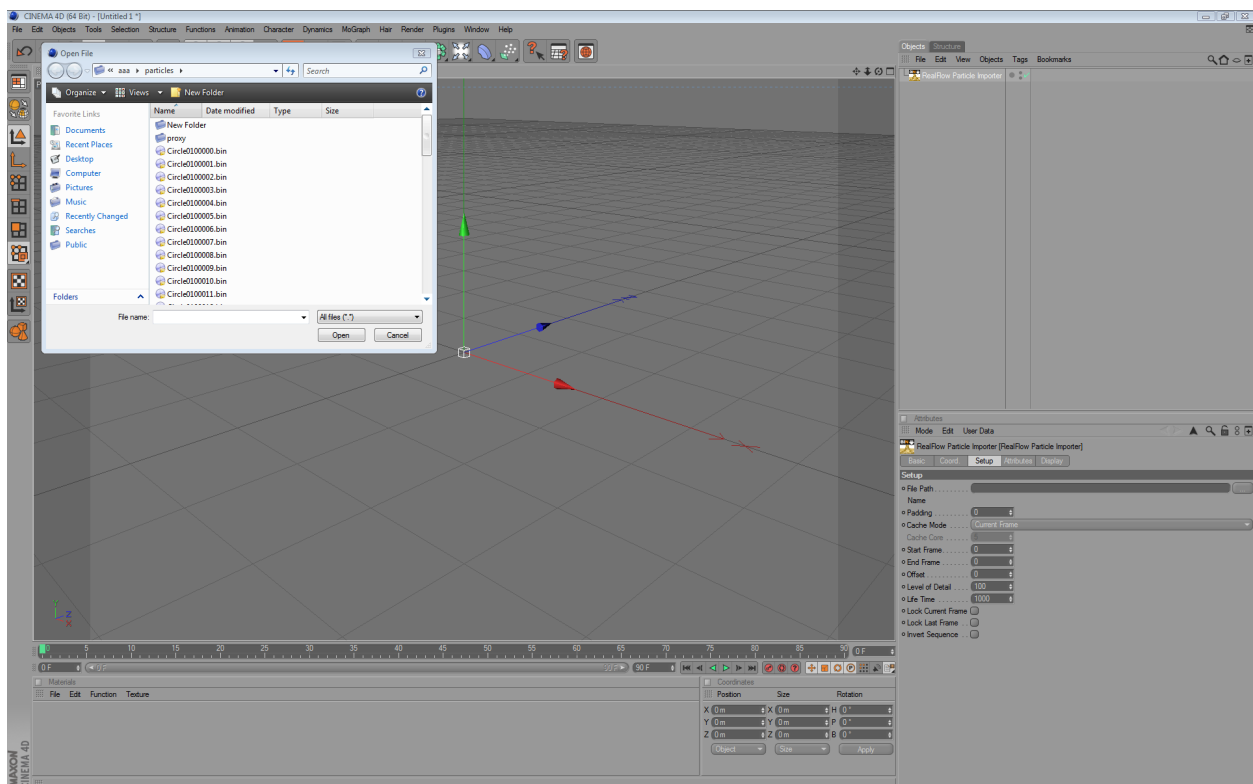 CINEMA 4D (64 Bit) - [Untitled 1 *]
File Edit Objects Tools Selection Structure Functions Animation Character Dynamics MoGraph Hair Render Plugins Window Help
Open File
« aaa ▸ particles ▸
Search
Organize Views New Folder
Favorite Links
Documents
Recent Places
Desktop
Computer
Pictures
Music
Recently Changed
Searches
Public
Folders
Name Date modified Type Size
New Folder
proxy
Circle0100000.bin
Circle0100001.bin
Circle0100002.bin
Circle0100003.bin
Circle0100004.bin
Circle0100005.bin
Circle0100006.bin
Circle0100007.bin
Circle0100008.bin
Circle0100009.bin
Circle0100010.bin
Circle0100011.bin
File name:
All files (*.*)
Open Cancel
Y
Z
X
0 5 10 15 20 25 30 35 40 45 50 55 60 65 70 75 80 85 90
0 F
0 F
90 F
Materials
File Edit Function Texture
Coordinates
Position Size Rotation
X 0 m X 0 m H 0 °
Y 0 m Y 0 m P 0 °
Z 0 m Z 0 m B 0 °
Object Size Apply
MAXON
CINEMA 4D
Objects Structure
File Edit View Objects Tags Bookmarks
RealFlow Particle Importer
Attributes
Mode Edit User Data
RealFlow Particle Importer [RealFlow Particle Importer]
Basic Coord. Setup Attributes Display
Setup
File Path
Name
Padding 0
Cache Mode Current Frame
Cache Core
Start Frame 0
End Frame 0
Offset 0
Level of Detail 100
Life Time 1000
Lock Current Frame
Lock Last Frame
Invert Sequence